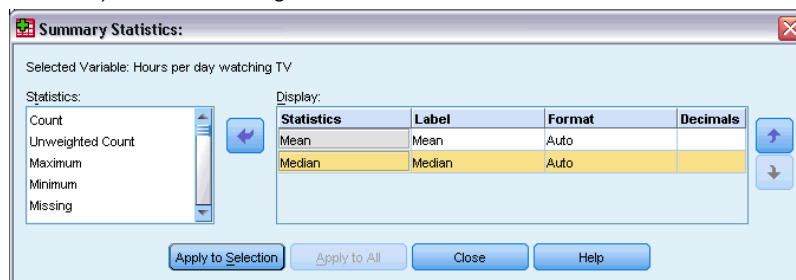 Summary Statistics:
Selected Variable: Hours per day watching TV
Statistics:
Display:
Count
Unweighted Count
Maximum
Minimum
Missing
Statistics Label Format Decimals
Mean Mean Auto
Median Median Auto
Apply to Selection Apply to All Close Help